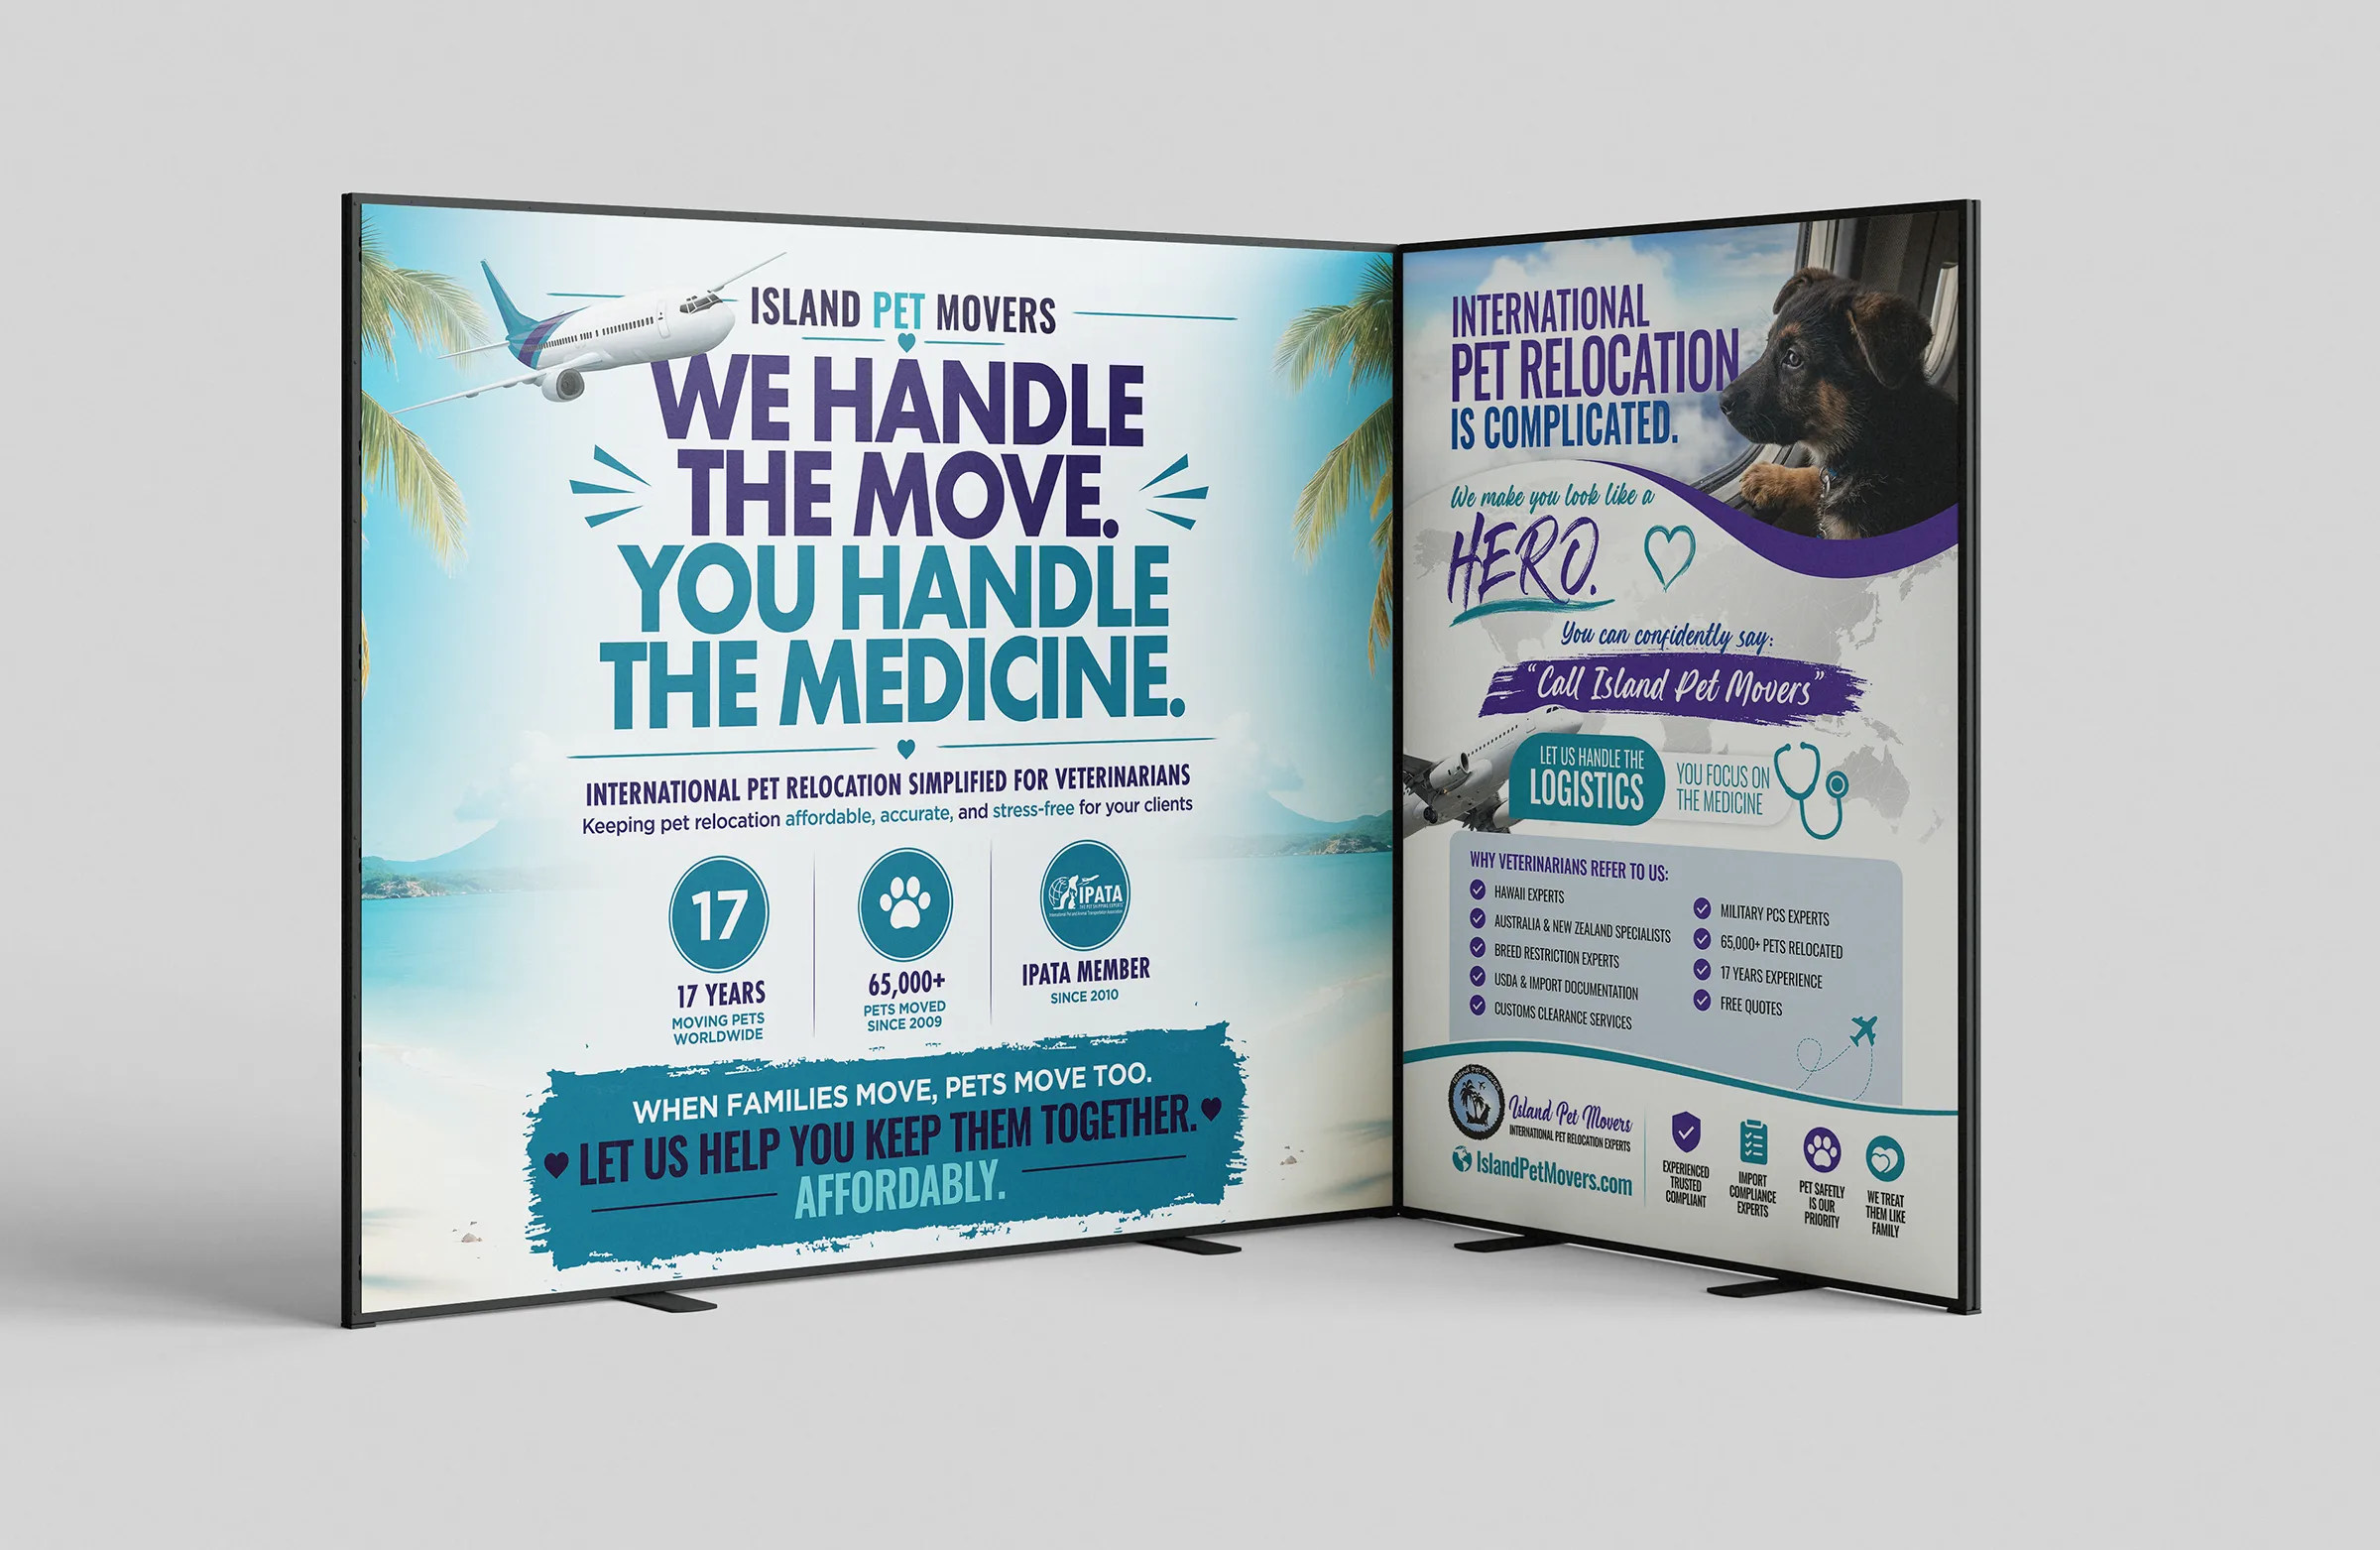 ISLAND PET MOVERS
WE HANDLE
THE MOVE.
YOU HANDLE
THE MEDICINE.
INTERNATIONAL PET RELOCATION SIMPLIFIED FOR VETERINARIANS
Keeping pet relocation affordable, accurate, and stress-free for your clients
17
17 YEARS
MOVING PETS
WORLDWIDE
65,000+
PETS MOVED
SINCE 2009
IPATA
IPATA MEMBER
SINCE 2010
WHEN FAMILIES MOVE, PETS MOVE TOO.
LET US HELP YOU KEEP THEM TOGETHER.
AFFORDABLY.
INTERNATIONAL
PET RELOCATION
IS COMPLICATED.
We make you look like a
HERO.
You can confidently say:
"Call Island Pet Movers"
LET US HANDLE THE
LOGISTICS
YOU FOCUS ON
THE MEDICINE
WHY VETERINARIANS REFER TO US:
HAWAII EXPERTS
AUSTRALIA & NEW ZEALAND SPECIALISTS
BREED RESTRICTION EXPERTS
USDA & IMPORT DOCUMENTATION
CUSTOMS CLEARANCE SERVICES
MILITARY PCS EXPERTS
65,000+ PETS RELOCATED
17 YEARS EXPERIENCE
FREE QUOTES
Island Pet Movers
Island Pet Movers
INTERNATIONAL PET RELOCATION EXPERTS
IslandPetMovers.com
EXPERIENCED
TRUSTED
COMPLIANT
IMPORT
COMPLIANCE
EXPERTS
PET SAFETLY
IS OUR
PRIORITY
WE TREAT
THEM LIKE
FAMILY